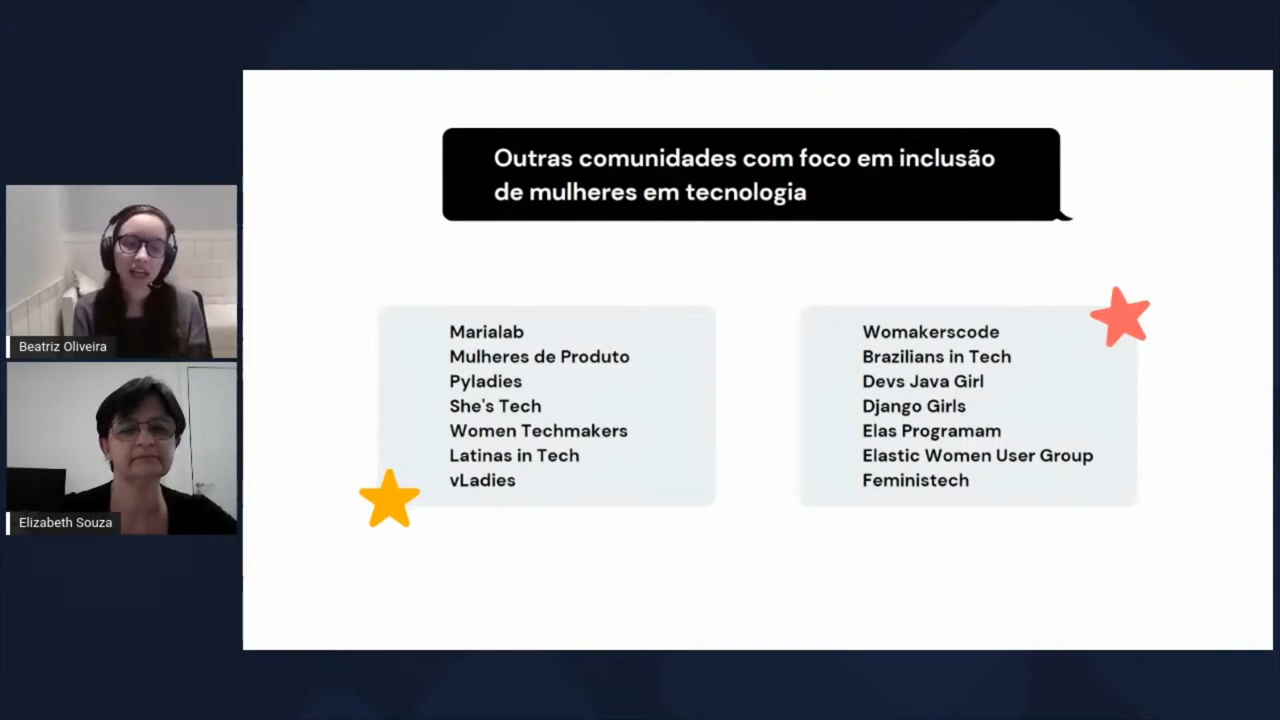 Outras comunidades com foco em inclusão
de mulheres em tecnologia
Marialab
Mulheres de Produto
Pyladies
She's Tech
Women Techmakers
Latinas in Tech
vLadies
Womakerscode
Brazilians in Tech
Devs Java Girl
Django Girls
Elas Programam
Elastic Women User Group
Feministech
Beatriz Oliveira
Elizabeth Souza